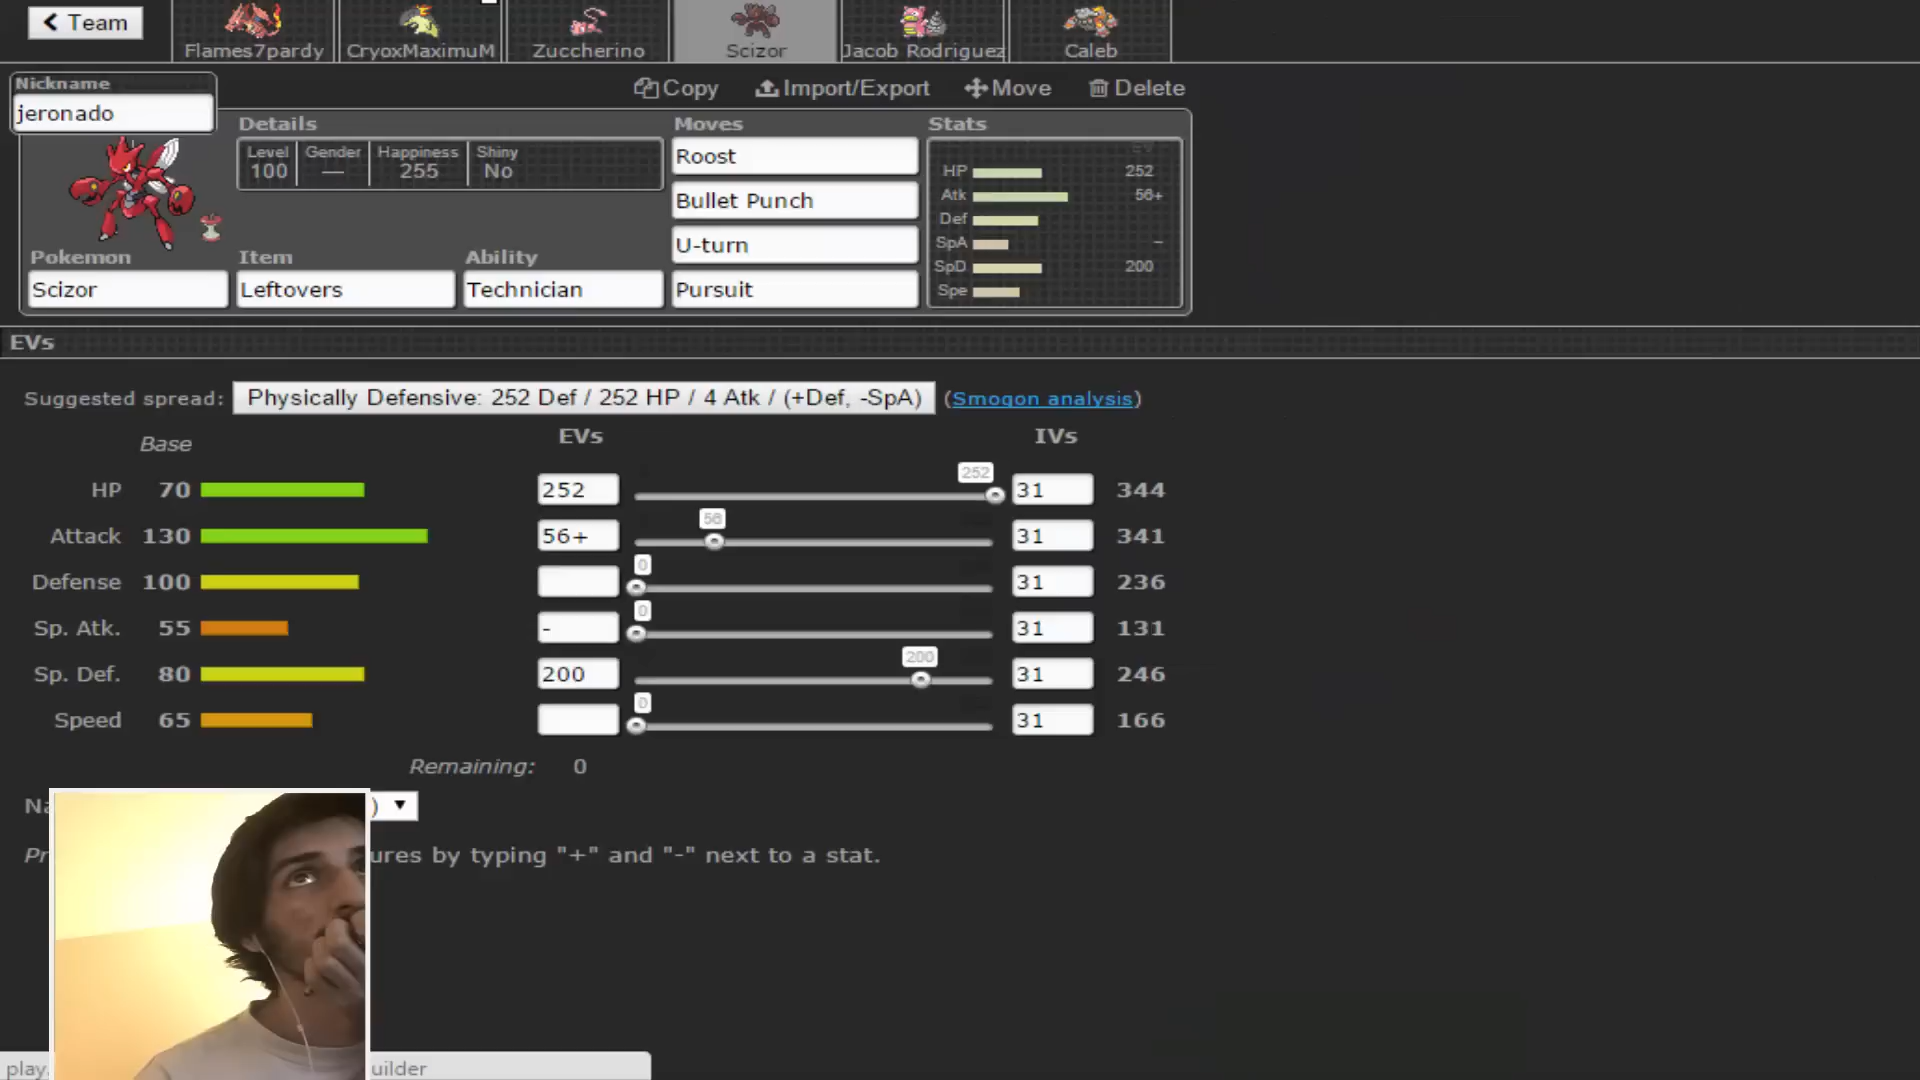 Team
Flames7pardy
CryoxMaximuM
Zuccherino
Scizor
Jacob Rodriguez
Caleb
Nickname
jeronado
Copy
Import/Export
Move
Delete
Details
Level
100
Gender
—
Happiness
255
Shiny
No
Pokemon
Scizor
Item
Leftovers
Ability
Technician
Moves
Roost
Bullet Punch
U-turn
Pursuit
Stats
EV
HP 252
Atk 56+
Def
SpA −
SpD 200
Spe
EVs
Suggested spread: Physically Defensive: 252 Def / 252 HP / 4 Atk / (+Def, -SpA) (Smogon analysis)
Base EVs IVs
HP 70 252 252 31 344
Attack 130 56+ 56 31 341
Defense 100 0 31 236
Sp. Atk. 55 - 0 31 131
Sp. Def. 80 200 200 31 246
Speed 65 0 31 166
Remaining: 0
Na ) ▼
Pr ures by typing "+" and "-" next to a stat.
play. uilder